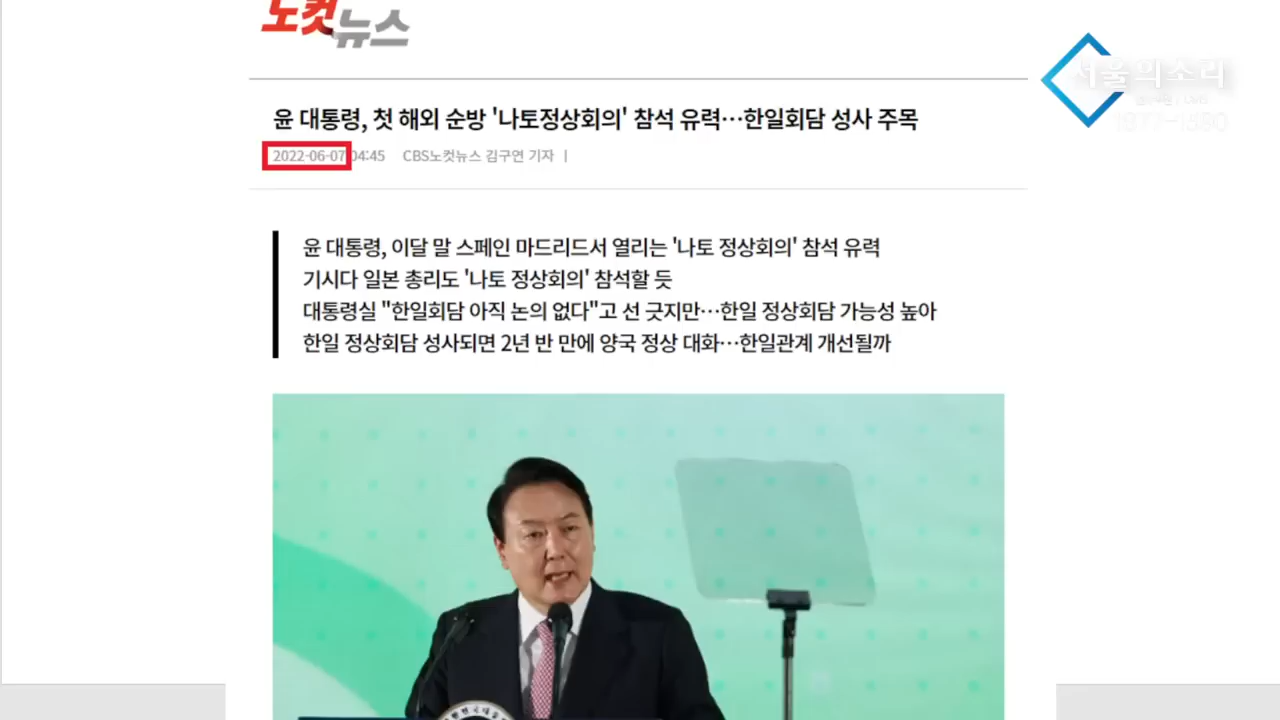 노컷뉴스
서울의소리
윤 대통령, 첫 해외 순방 '나토정상회의' 참석 유력…한일회담 성사 주목
2022-06-07 04:45 CBS노컷뉴스 김구연 기자 |
윤 대통령, 이달 말 스페인 마드리드서 열리는 '나토 정상회의' 참석 유력
기시다 일본 총리도 '나토 정상회의' 참석할 듯
대통령실 "한일회담 아직 논의 없다"고 선 긋지만…한일 정상회담 가능성 높아
한일 정상회담 성사되면 2년 반 만에 양국 정상 대화…한일관계 개선될까